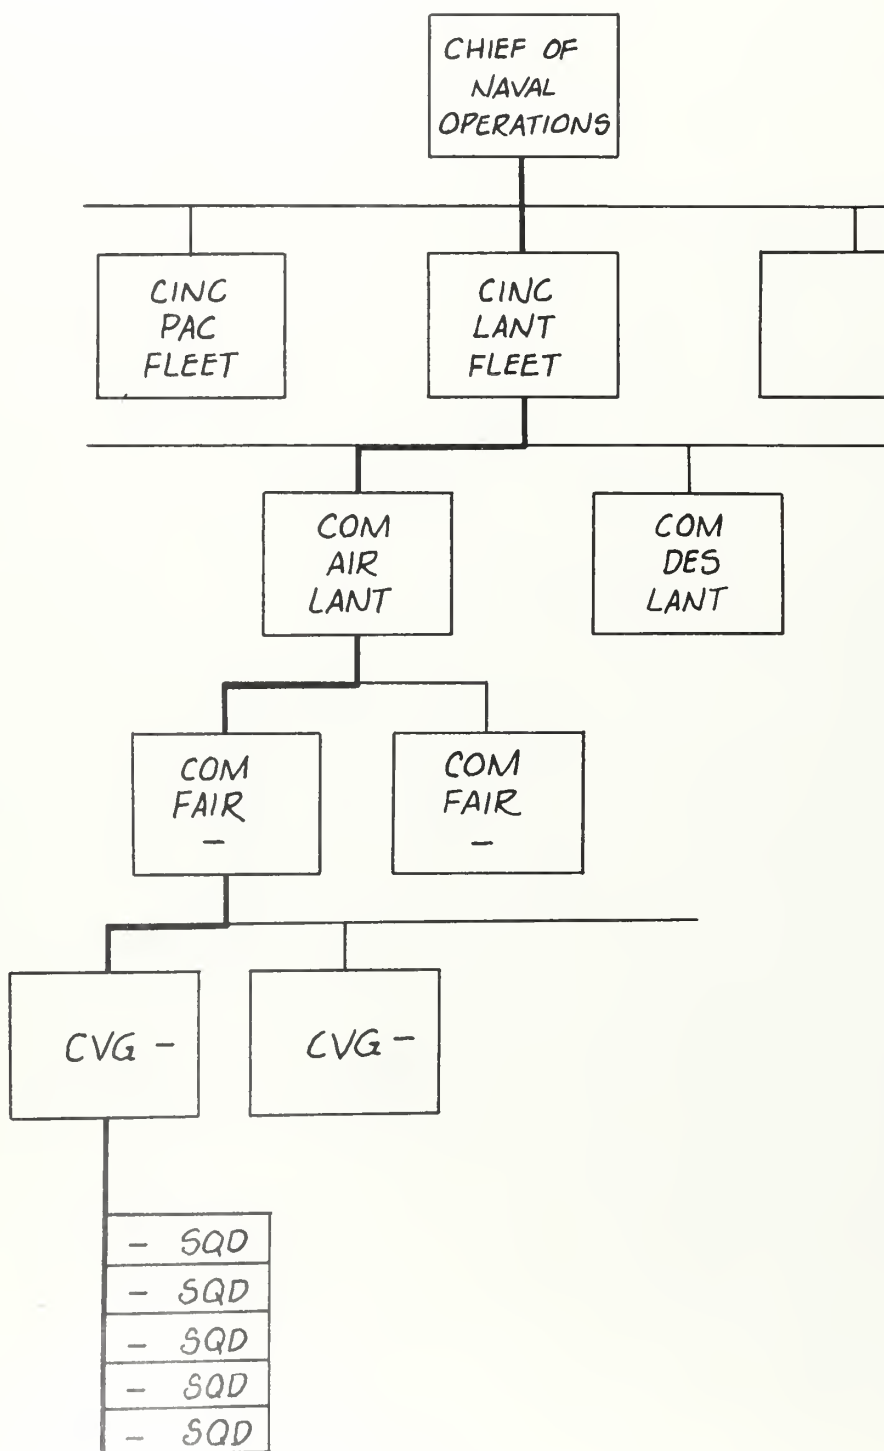 CHIEF OF
NAVAL
OPERATIONS
CINC
PAC
FLEET
CINC
LANT
FLEET
COM
AIR
LANT
COM
DES
LANT
COM
FAIR
-
COM
FAIR
-
CVG -
CVG -
- SQD
- SQD
- SQD
- SQD
- SQD